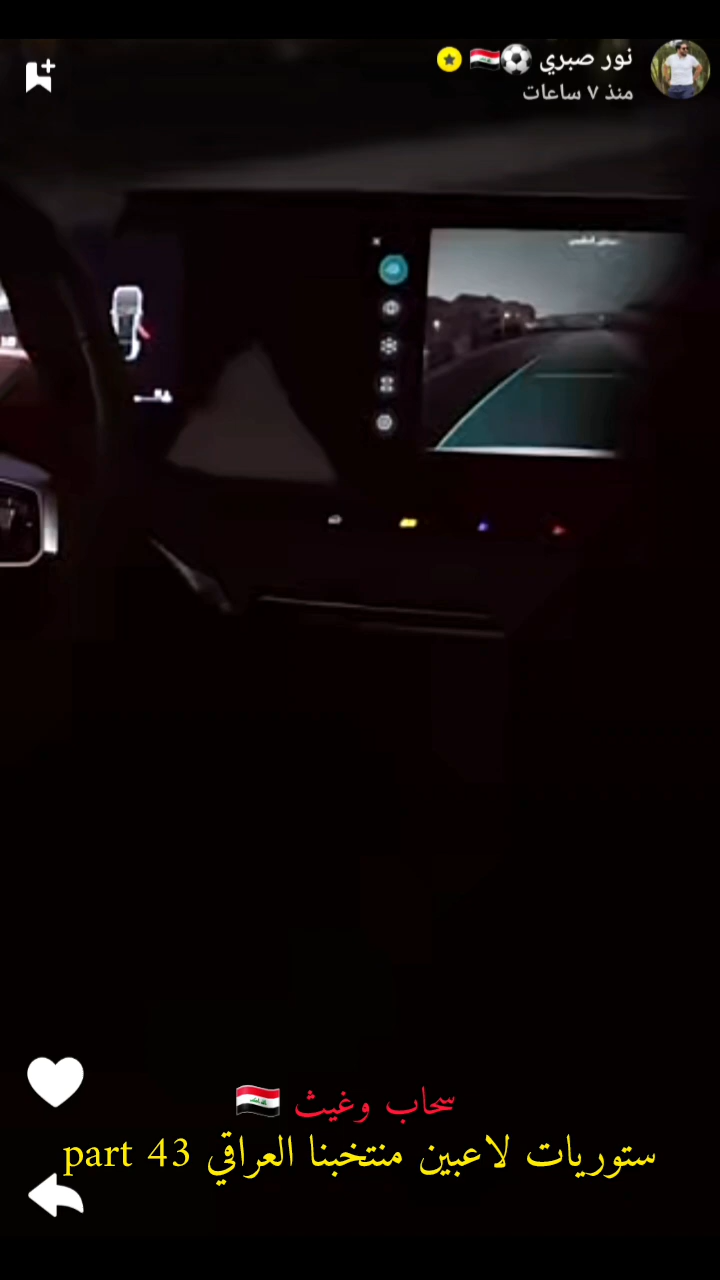 نور صبري ⚽🇮🇶
منذ ٧ ساعات
سحاب وغيث 🇮🇶
ستوريات لاعبين منتخبنا العراقي part 43